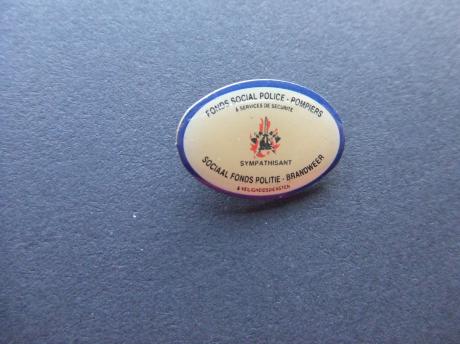 FONDS SOCIAL POLICE - POMPIERS
& SERVICES DE SECURITE
SYMPATHISANT
SOCIAAL FONDS POLITIE - BRANDWEER
& VEILIGHEIDSDIENSTEN